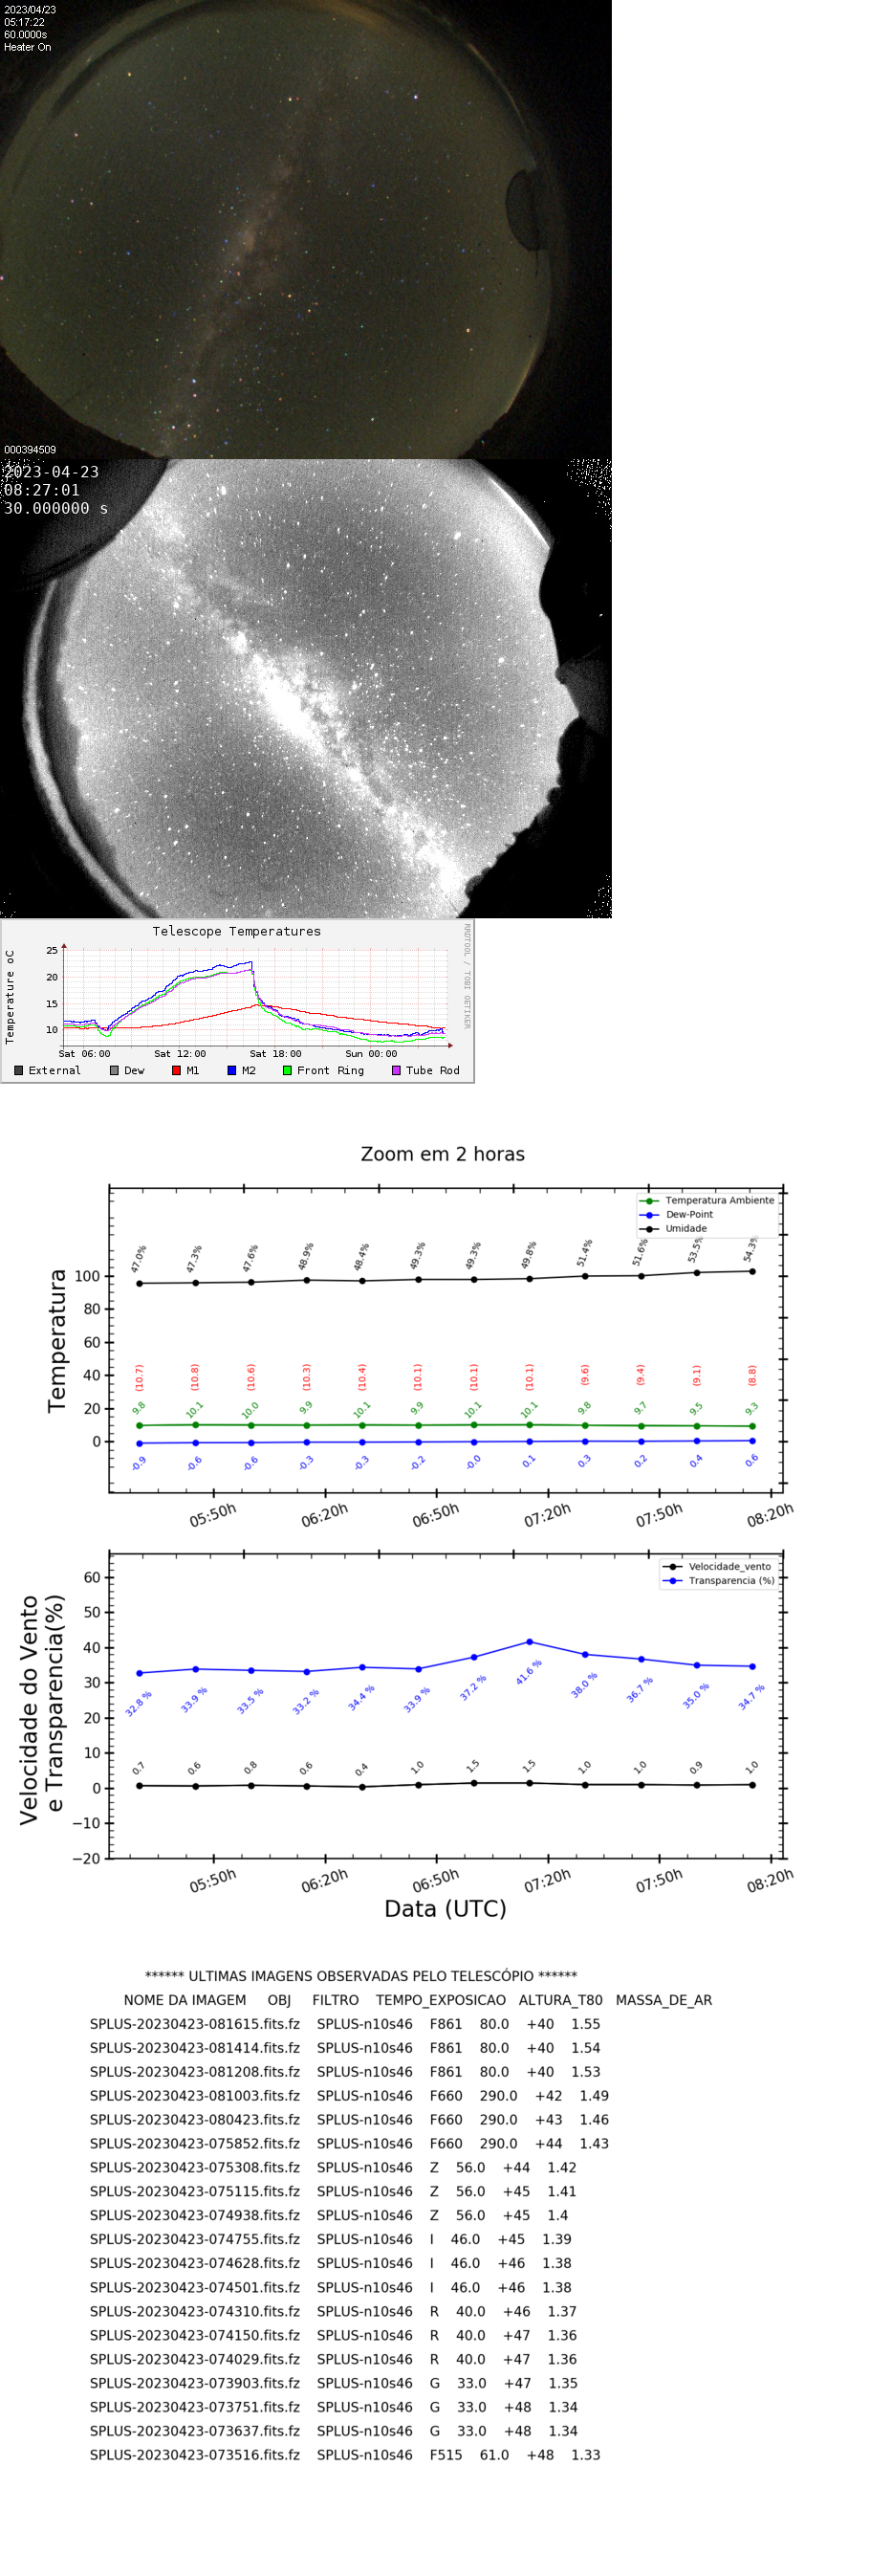 2023/04/23
05:17:22
60.0000s
Heater On
000394509
2023-04-23
08:27:01
30.000000 s
Telescope Temperatures
RRDTOOL / TOBI OETIKER
Temperature oC
25
20
15
10
Sat 06:00 Sat 12:00 Sat 18:00 Sun 00:00
External Dew M1 M2 Front Ring Tube Rod
Zoom em 2 horas
Temperatura Ambiente
Dew-Point
Umidade
47.0% 47.3% 47.6% 48.9% 48.4% 49.3% 49.3% 49.8% 51.4% 51.6% 53.5% 54.3%
Temperatura
100
80
60
40
20
0
(10.7) (10.8) (10.6) (10.3) (10.4) (10.1) (10.1) (10.1) (9.6) (9.4) (9.1) (8.8)
9.8 10.1 10.0 9.9 10.1 9.9 10.1 10.1 9.8 9.7 9.5 9.3
-0.9 -0.6 -0.6 -0.3 -0.3 -0.2 -0.0 0.1 0.3 0.2 0.4 0.6
05:50h 06:20h 06:50h 07:20h 07:50h 08:20h
Velocidade_vento
Transparencia (%)
Velocidade do Vento
e Transparencia(%)
60
50
40
30
20
10
0
−10
−20
32.8 % 33.9 % 33.5 % 33.2 % 34.4 % 33.9 % 37.2 % 41.6 % 38.0 % 36.7 % 35.0 % 34.7 %
0.7 0.6 0.8 0.6 0.4 1.0 1.5 1.5 1.0 1.0 0.9 1.0
05:50h 06:20h 06:50h 07:20h 07:50h 08:20h
Data (UTC)
****** ULTIMAS IMAGENS OBSERVADAS PELO TELESCÓPIO ******
NOME DA IMAGEM OBJ FILTRO TEMPO_EXPOSICAO ALTURA_T80 MASSA_DE_AR
SPLUS-20230423-081615.fits.fz SPLUS-n10s46 F861 80.0 +40 1.55
SPLUS-20230423-081414.fits.fz SPLUS-n10s46 F861 80.0 +40 1.54
SPLUS-20230423-081208.fits.fz SPLUS-n10s46 F861 80.0 +40 1.53
SPLUS-20230423-081003.fits.fz SPLUS-n10s46 F660 290.0 +42 1.49
SPLUS-20230423-080423.fits.fz SPLUS-n10s46 F660 290.0 +43 1.46
SPLUS-20230423-075852.fits.fz SPLUS-n10s46 F660 290.0 +44 1.43
SPLUS-20230423-075308.fits.fz SPLUS-n10s46 Z 56.0 +44 1.42
SPLUS-20230423-075115.fits.fz SPLUS-n10s46 Z 56.0 +45 1.41
SPLUS-20230423-074938.fits.fz SPLUS-n10s46 Z 56.0 +45 1.4
SPLUS-20230423-074755.fits.fz SPLUS-n10s46 I 46.0 +45 1.39
SPLUS-20230423-074628.fits.fz SPLUS-n10s46 I 46.0 +46 1.38
SPLUS-20230423-074501.fits.fz SPLUS-n10s46 I 46.0 +46 1.38
SPLUS-20230423-074310.fits.fz SPLUS-n10s46 R 40.0 +46 1.37
SPLUS-20230423-074150.fits.fz SPLUS-n10s46 R 40.0 +47 1.36
SPLUS-20230423-074029.fits.fz SPLUS-n10s46 R 40.0 +47 1.36
SPLUS-20230423-073903.fits.fz SPLUS-n10s46 G 33.0 +47 1.35
SPLUS-20230423-073751.fits.fz SPLUS-n10s46 G 33.0 +48 1.34
SPLUS-20230423-073637.fits.fz SPLUS-n10s46 G 33.0 +48 1.34
SPLUS-20230423-073516.fits.fz SPLUS-n10s46 F515 61.0 +48 1.33